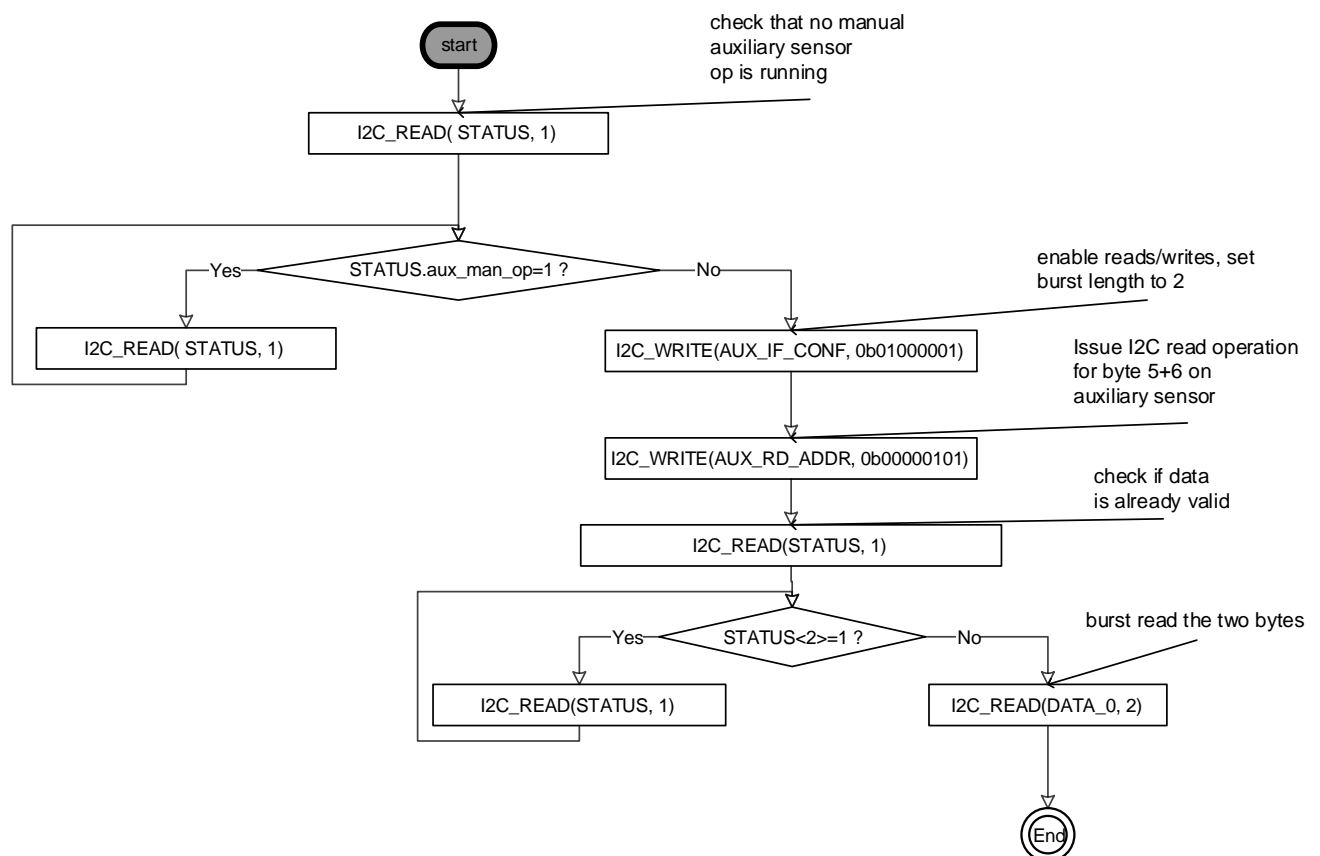 start
check that no manual
auxiliary sensor
op is running
I2C_READ( STATUS, 1)
STATUS.aux_man_op=1 ?
Yes
No
I2C_READ( STATUS, 1)
enable reads/writes, set
burst length to 2
I2C_WRITE(AUX_IF_CONF, 0b01000001)
Issue I2C read operation
for byte 5+6 on
auxiliary sensor
I2C_WRITE(AUX_RD_ADDR, 0b00000101)
check if data
is already valid
I2C_READ(STATUS, 1)
STATUS<2>=1 ?
Yes
No
I2C_READ(STATUS, 1)
burst read the two bytes
I2C_READ(DATA_0, 2)
End